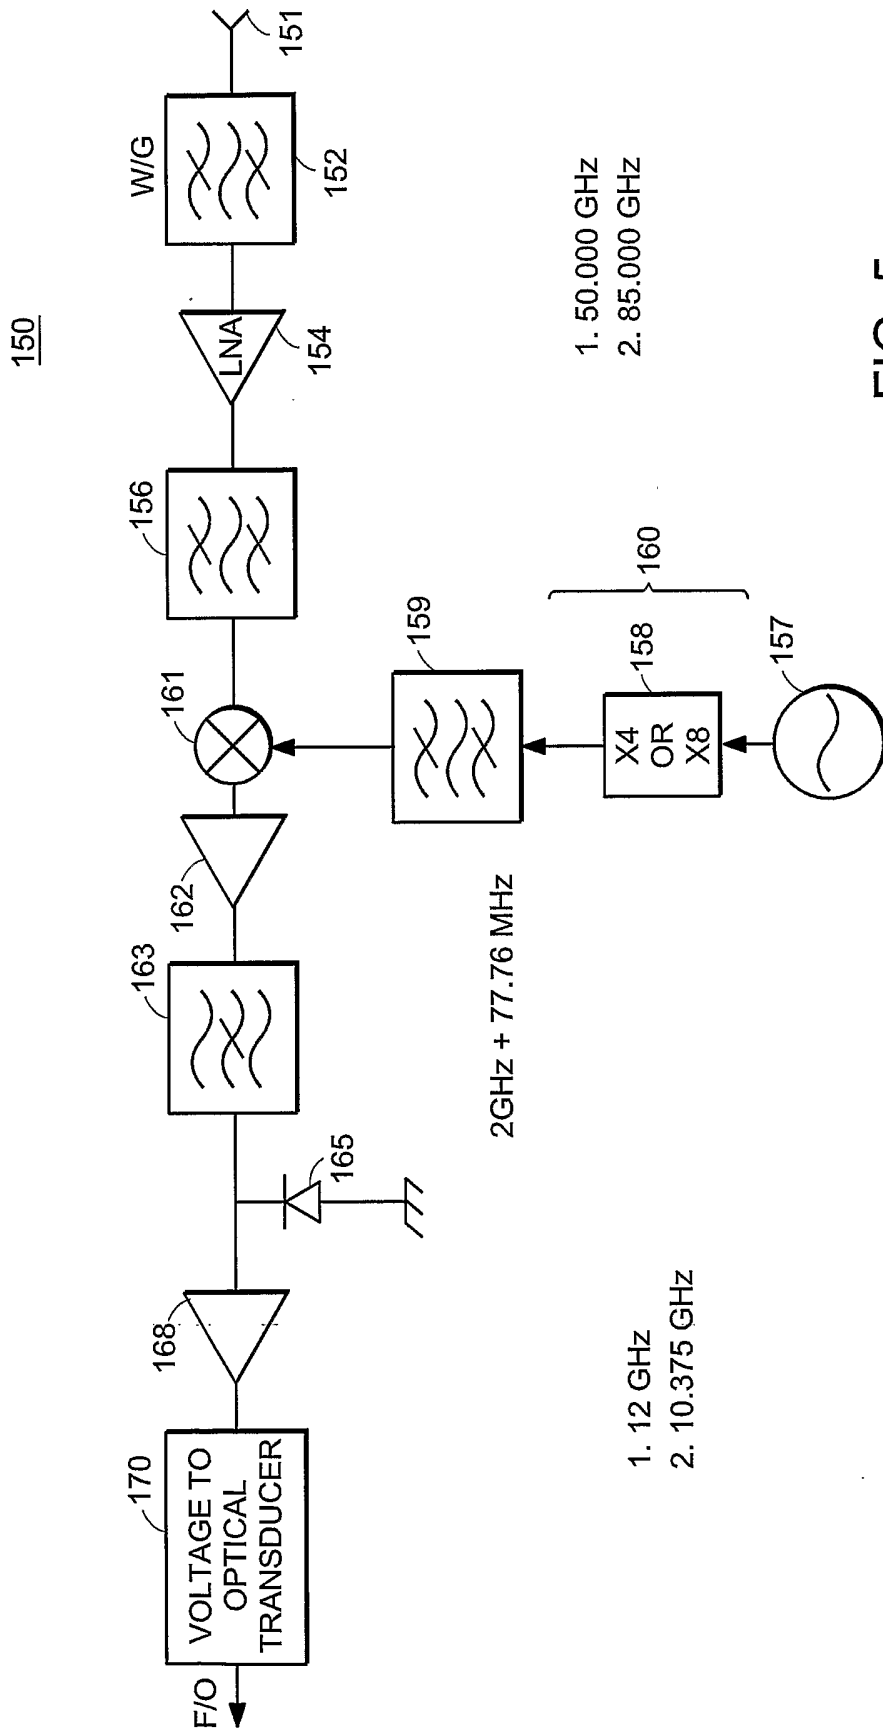 150
F/O
VOLTAGE TO
OPTICAL
TRANSDUCER
170
168
165
163
162
161
156
LNA
154
W/G
152
151
159
X4
OR
X8
158
160
157
2GHz + 77.76 MHz
1. 12 GHz
2. 10.375 GHz
1. 50.000 GHz
2. 85.000 GHz